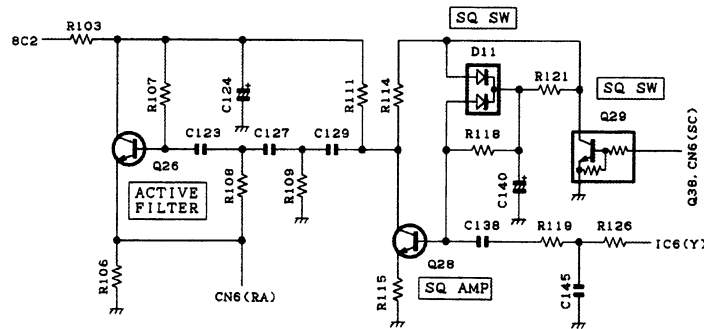 SQ SW
R103
8C2
D11
R107
C124
R111
R114
R121
SQ SW
Q29
C123
C127
C129
R118
Q26
C140
Q38, CN6(SC)
ACTIVE
FILTER
R108
R109
C138
R119
R126
IC6(Y)
Q28
R106
CN6(RA)
R115
SQ AMP
C145